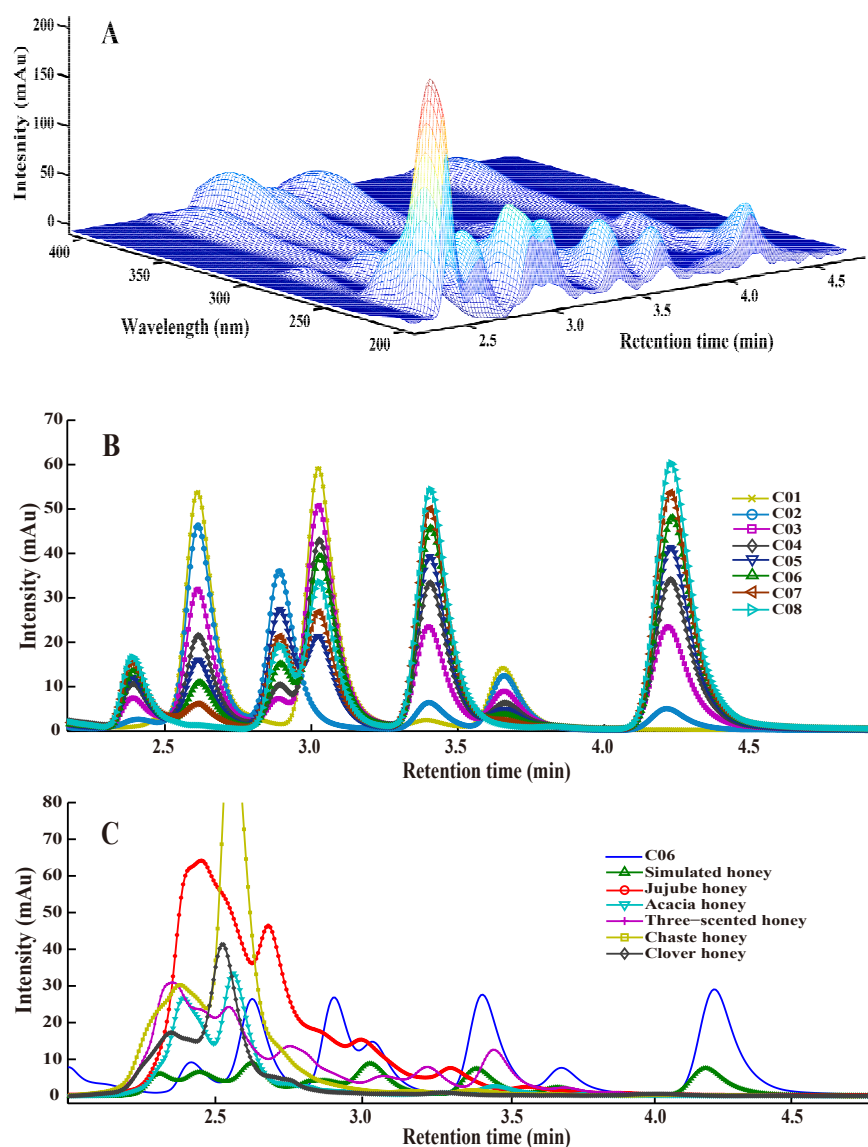 A
200
150
100
50
0
Intesnity (mAu)
400
350
300
250
200
Wavelength (nm)
2.5
3.0
3.5
4.0
4.5
Retention time (min)
B
70
60
50
40
30
20
10
0
Intensity (mAu)
C01
C02
C03
C04
C05
C06
C07
C08
2.5 3.0 3.5 4.0 4.5
Retention time (min)
C
80
70
60
50
40
30
20
10
0
Intensity (mAu)
C06
Simulated honey
Jujube honey
Acacia honey
Three-scented honey
Chaste honey
Clover honey
2.5 3.0 3.5 4.0 4.5
Retention time (min)